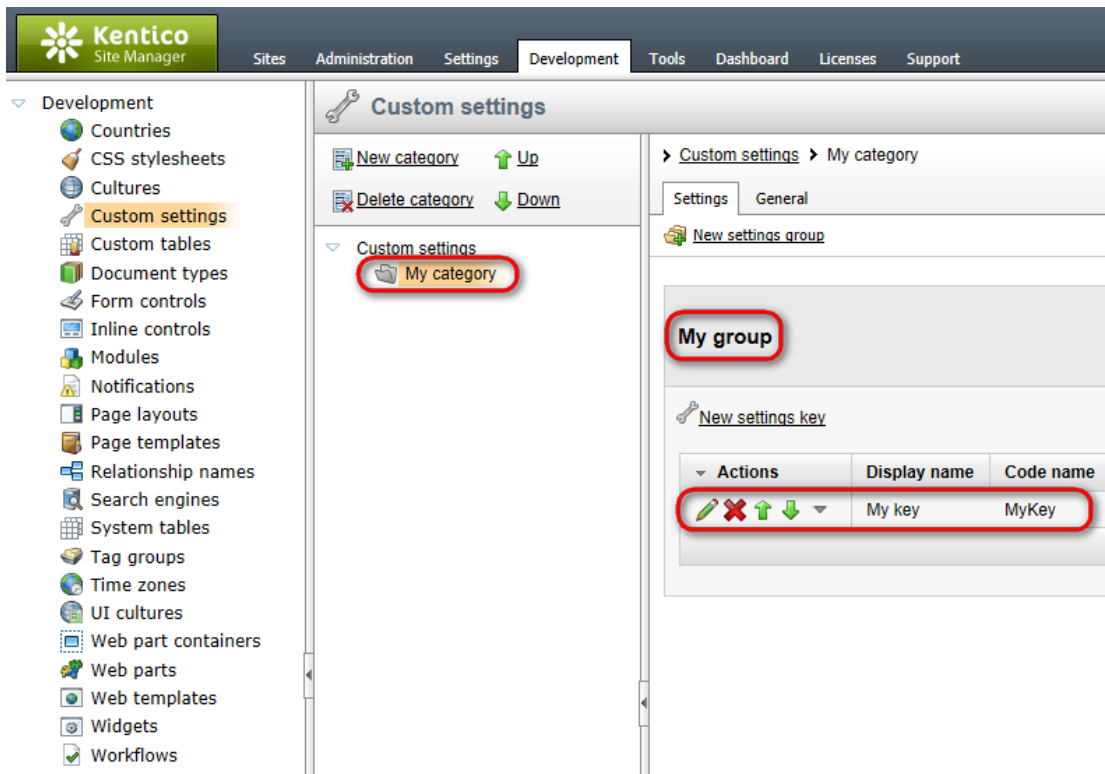 Kentico
Site Manager
Sites Administration Settings Development Tools Dashboard Licenses Support
Development
Countries
CSS stylesheets
Cultures
Custom settings
Custom tables
Document types
Form controls
Inline controls
Modules
Notifications
Page layouts
Page templates
Relationship names
Search engines
System tables
Tag groups
Time zones
UI cultures
Web part containers
Web parts
Web templates
Widgets
Workflows
Custom settings
New category Up
Delete category Down
Custom settings
My category
Custom settings My category
Settings General
New settings group
My group
New settings key
Actions Display name Code name
My key MyKey